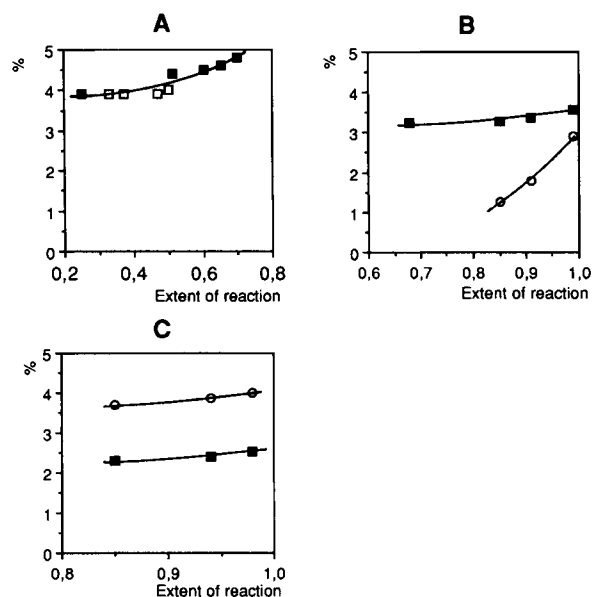 A
%
5
4
3
2
1
0
0,2 0,4 0,6 0,8
Extent of reaction
B
%
5
4
3
2
1
0
0,6 0,7 0,8 0,9 1,0
Extent of reaction
C
%
5
4
3
2
1
0
0,8 0,9 1,0
Extent of reaction